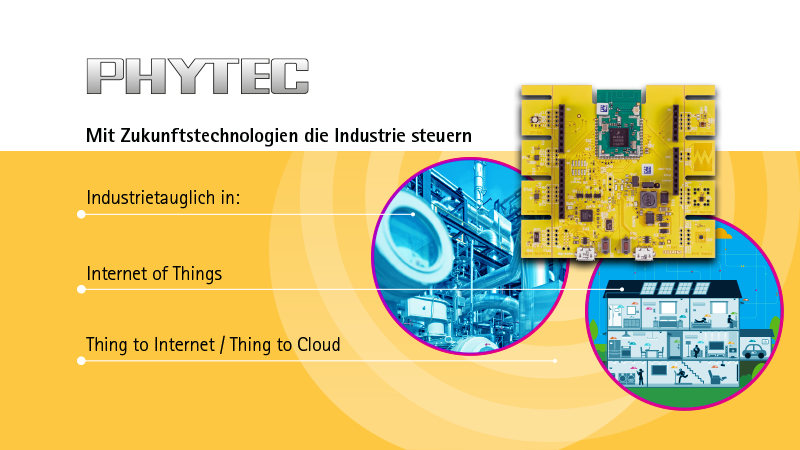 PHYTEC
Mit Zukunftstechnologien die Industrie steuern
Industrietauglich in:
Internet of Things
Thing to Internet / Thing to Cloud